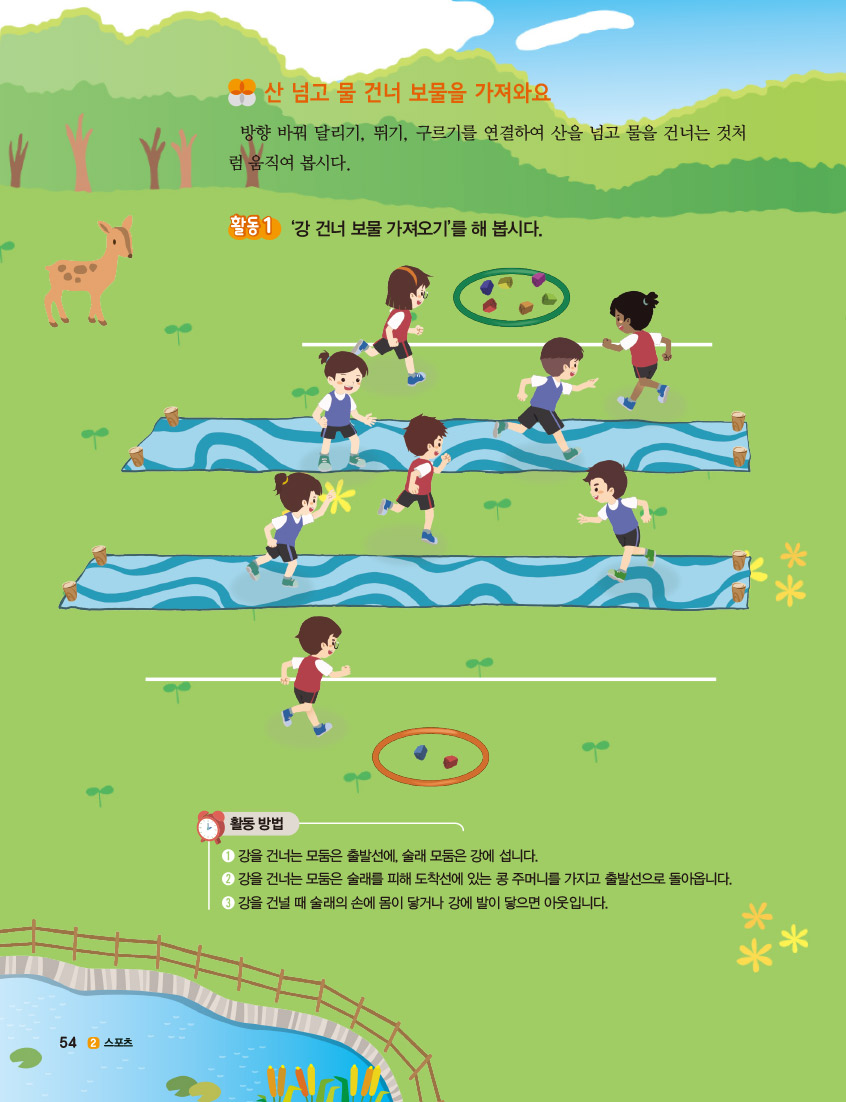 산 넘고 물 건너 보물을 가져와요
방향 바꿔 달리기, 뛰기, 구르기를 연결하여 산을 넘고 물을 건너는 것처
럼 움직여 봅시다.
활동1 '강 건너 보물 가져오기'를 해 봅시다.
활동 방법
1 강을 건너는 모둠은 출발선에, 술래 모둠은 강에 섭니다.
2 강을 건너는 모둠은 술래를 피해 도착선에 있는 콩 주머니를 가지고 출발선으로 돌아옵니다.
3 강을 건널 때 술래의 손에 몸이 닿거나 강에 발이 닿으면 아웃입니다.
54 2 스포츠